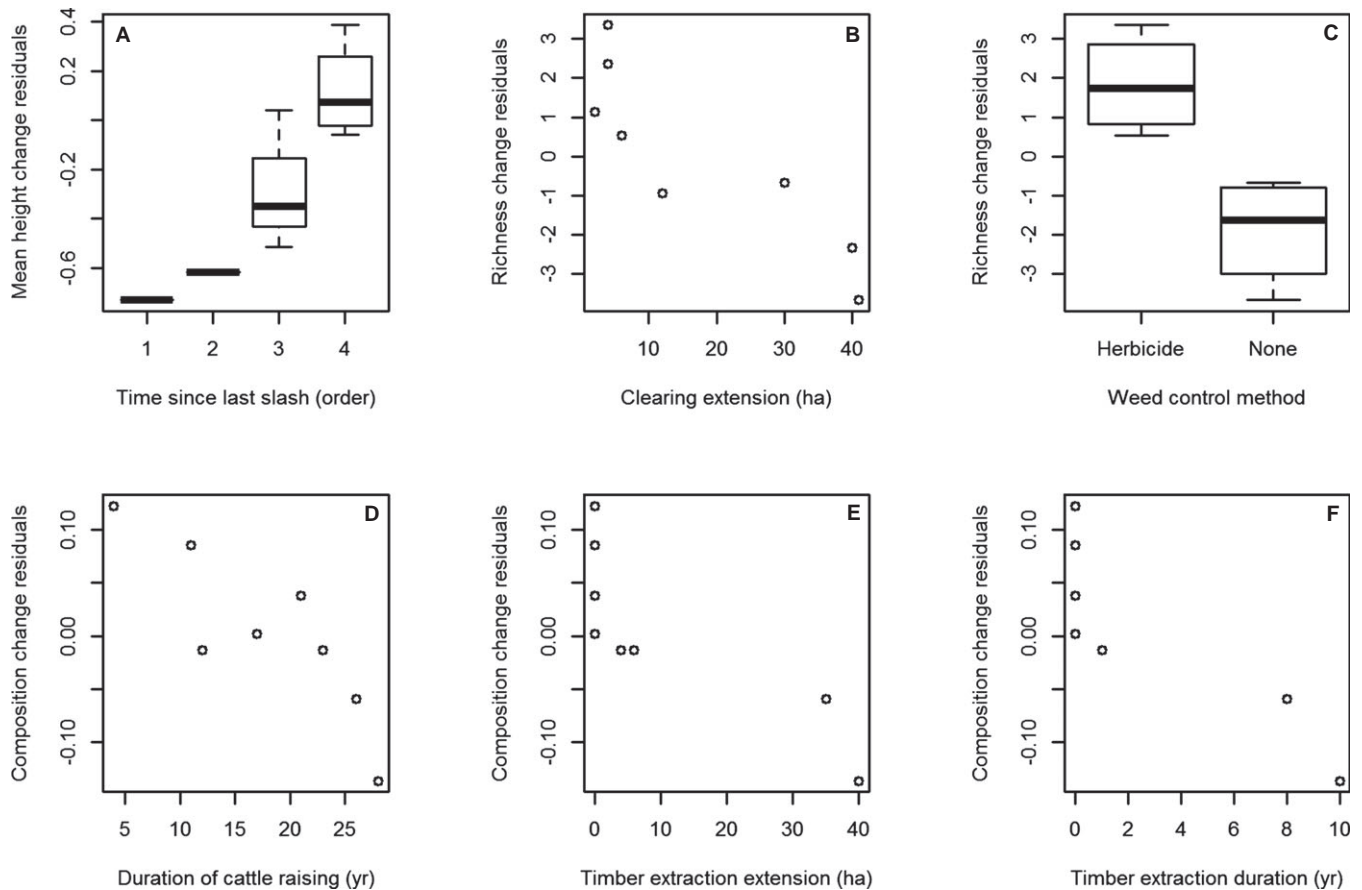 A
Mean height change residuals
0.4
0.2
-0.2
-0.6
1 2 3 4
Time since last slash (order)
B
Richness change residuals
3
2
1
0
-1
-2
-3
10 20 30 40
Clearing extension (ha)
C
Richness change residuals
3
2
1
0
-1
-2
-3
Herbicide None
Weed control method
D
Composition change residuals
0.10
0.00
-0.10
5 10 15 20 25
Duration of cattle raising (yr)
E
Composition change residuals
0.10
0.00
-0.10
0 10 20 30 40
Timber extraction extension (ha)
F
Composition change residuals
0.10
0.00
-0.10
0 2 4 6 8 10
Timber extraction duration (yr)